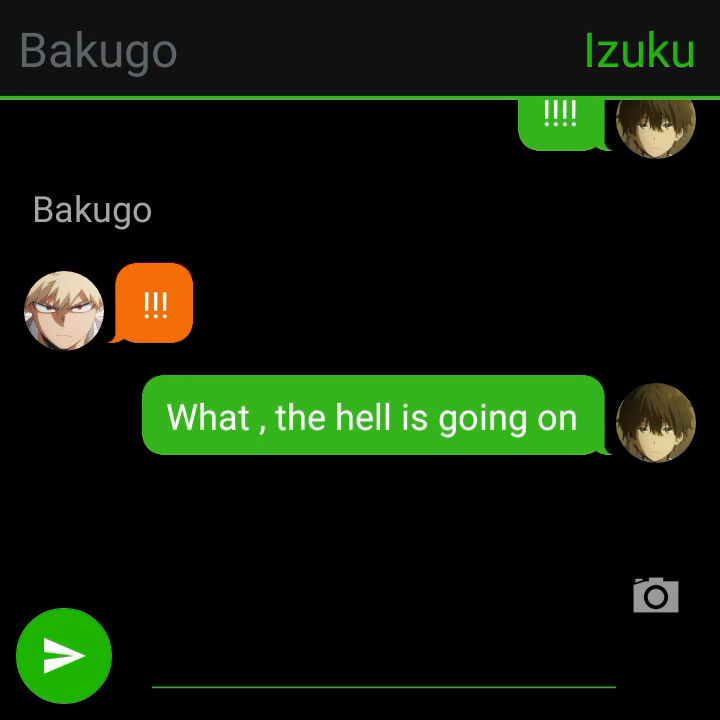 Bakugo
Izuku
!!!!
Bakugo
!!!
What , the hell is going on